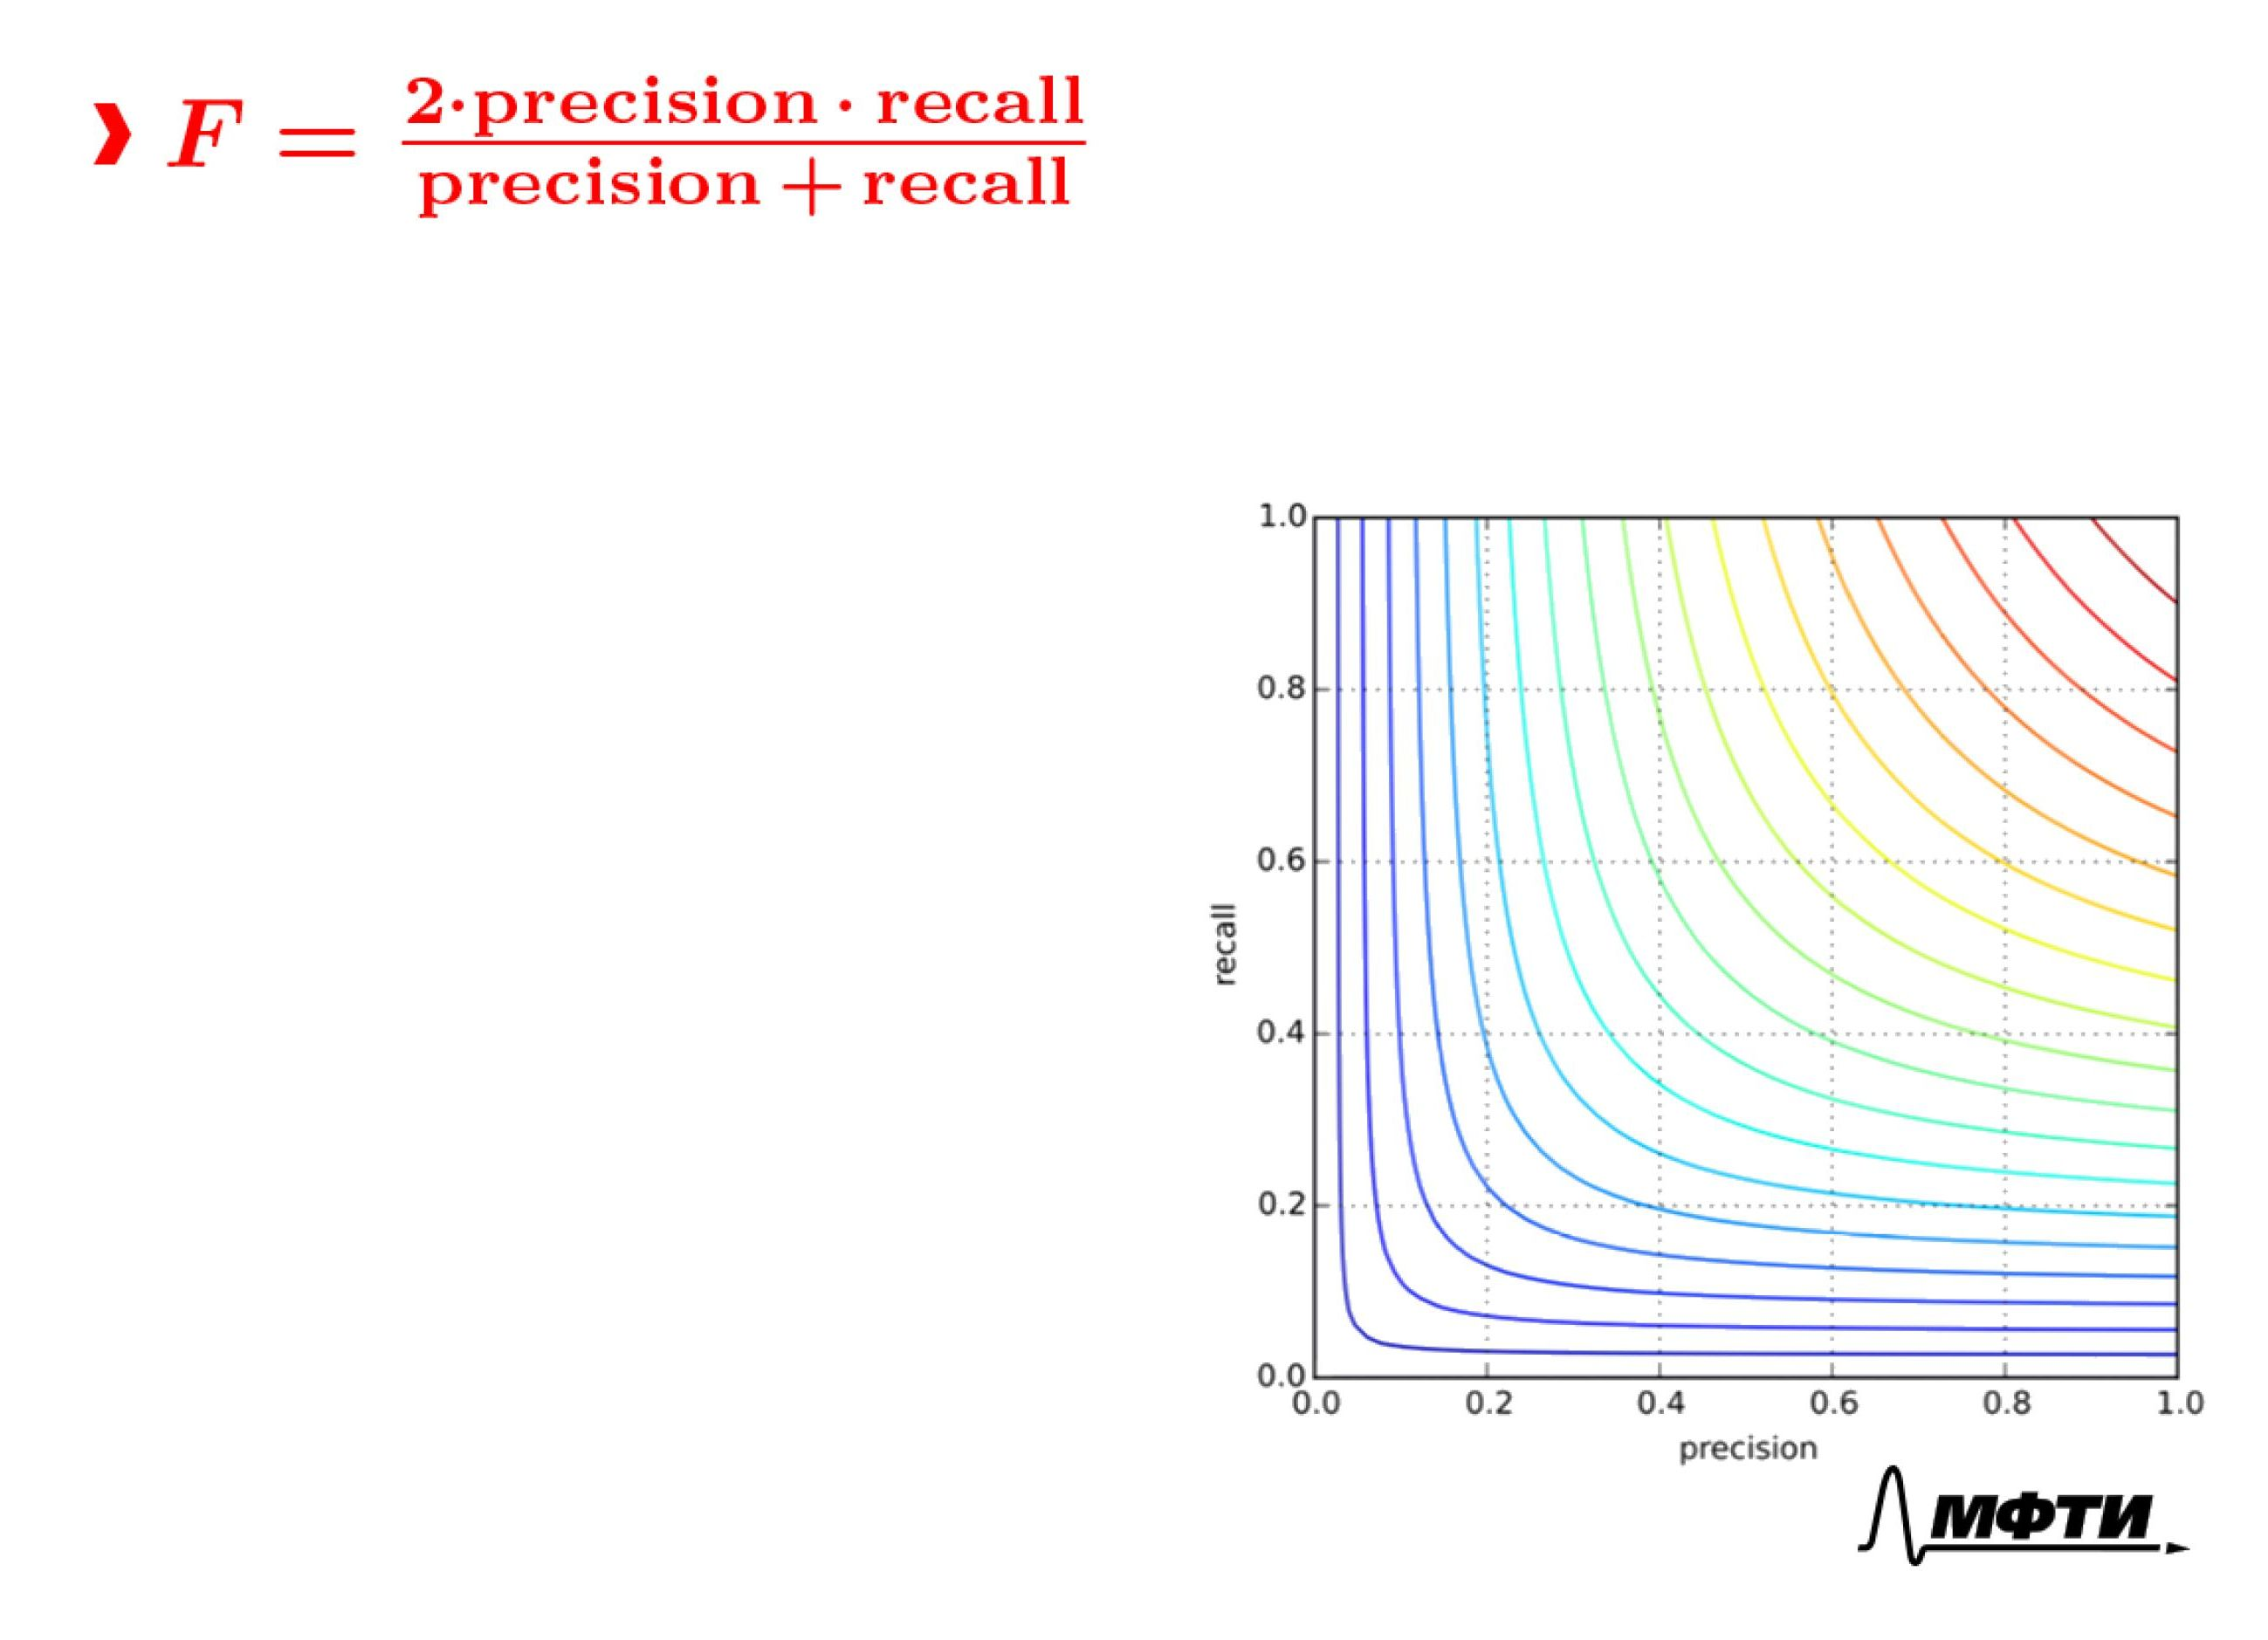 ❯ F = 2·precision · recall / precision + recall
1.0
0.8
0.6
0.4
0.2
0.0
recall
0.0 0.2 0.4 0.6 0.8 1.0
precision
МФТИ